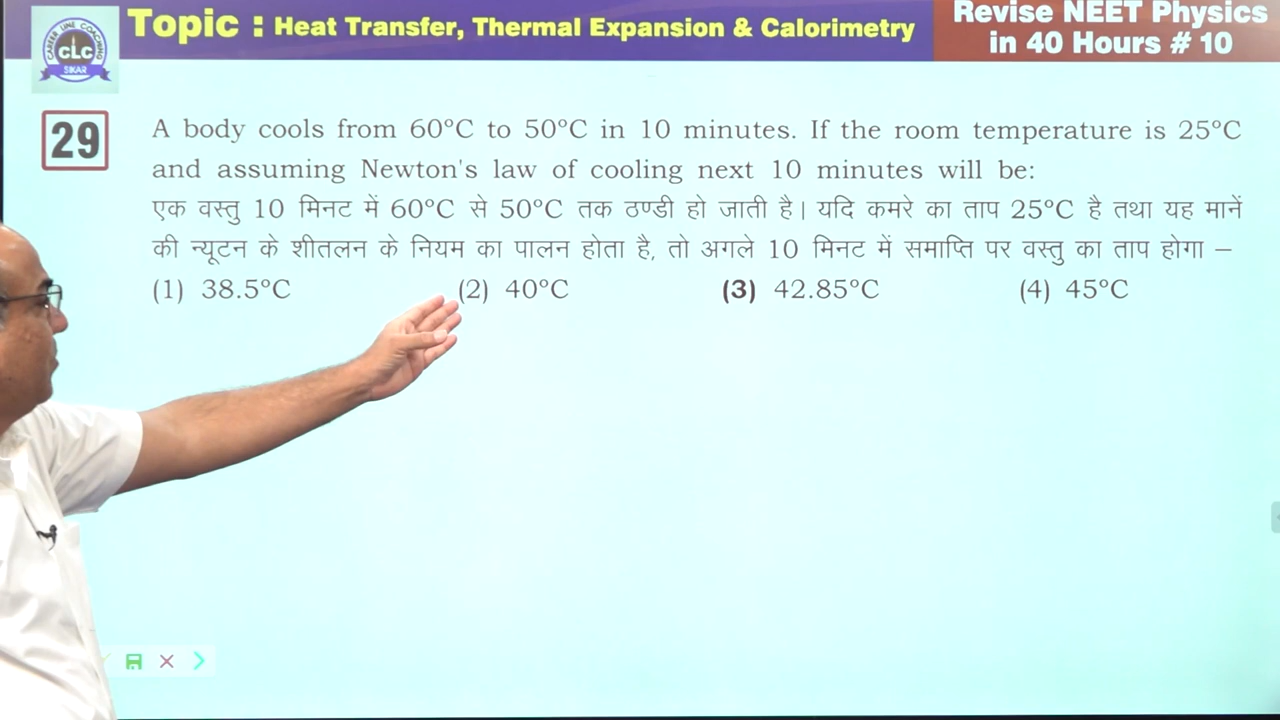 Topic : Heat Transfer, Thermal Expansion & Calorimetry
Revise NEET Physics
in 40 Hours # 10
CAREER LINE COACHING
CLC
SIKAR
29
A body cools from 60°C to 50°C in 10 minutes. If the room temperature is 25°C
and assuming Newton's law of cooling next 10 minutes will be:
एक वस्तु 10 मिनट में 60°C से 50°C तक ठण्डी हो जाती है। यदि कमरे का ताप 25°C है तथा यह मानें
की न्यूटन के शीतलन के नियम का पालन होता है, तो अगले 10 मिनट में समाप्ति पर वस्तु का ताप होगा –
(1) 38.5°C (2) 40°C (3) 42.85°C (4) 45°C